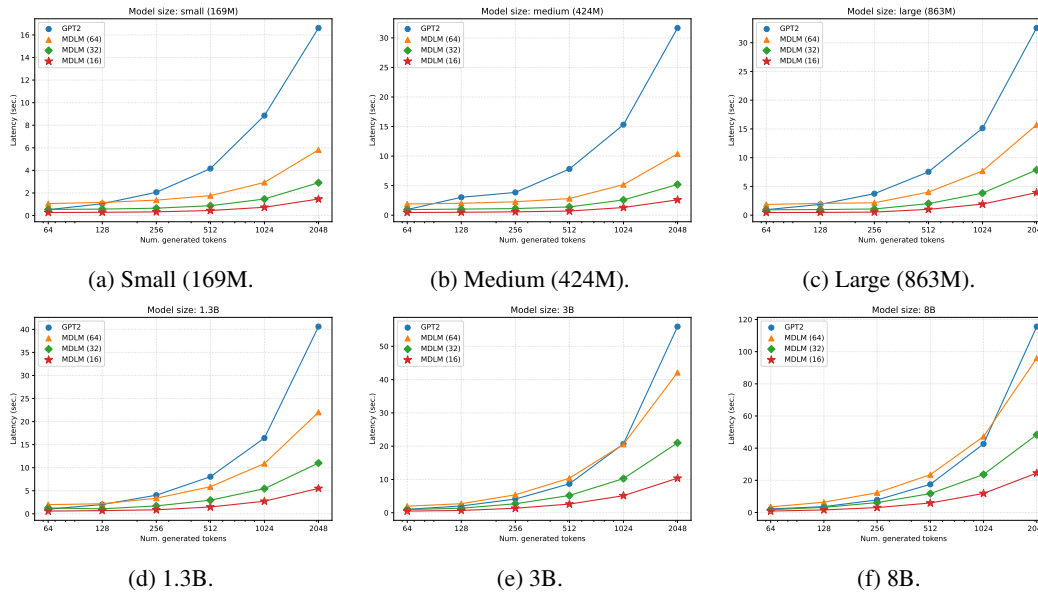 Model size: small (169M)
Latency (sec.)
16
14
12
10
8
6
4
2
0
GPT2
MDLM (64)
MDLM (32)
MDLM (16)
64 128 256 512 1024 2048
Num. generated tokens
(a) Small (169M.
Model size: medium (424M)
Latency (sec.)
30
25
20
15
10
5
0
GPT2
MDLM (64)
MDLM (32)
MDLM (16)
64 128 256 512 1024 2048
Num. generated tokens
(b) Medium (424M).
Model size: large (863M)
Latency (sec.)
30
25
20
15
10
5
0
GPT2
MDLM (64)
MDLM (32)
MDLM (16)
64 128 256 512 1024 204
Num. generated tokens
(c) Large (863M).
Model size: 1.3B
Latency (sec.)
40
35
30
25
20
15
10
5
0
GPT2
MDLM (64)
MDLM (32)
MDLM (16)
64 128 256 512 1024 2048
Num. generated tokens
(d) 1.3B.
Model size: 3B
Latency (sec.)
50
40
30
20
10
0
GPT2
MDLM (64)
MDLM (32)
MDLM (16)
64 128 256 512 1024 2048
Num. generated tokens
(e) 3B.
Model size: 8B
Latency (sec.)
120
100
80
60
40
20
0
GPT2
MDLM (64)
MDLM (32)
MDLM (16)
64 128 256 512 1024 204
Num. generated tokens
(f) 8B.